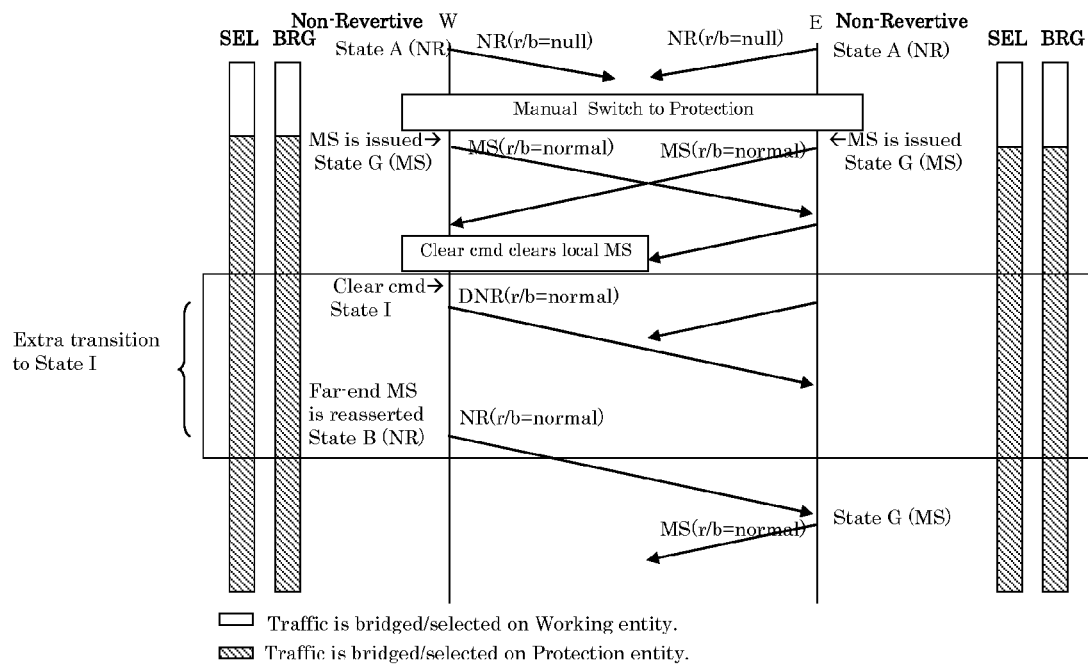 Non-Revertive W E Non-Revertive
SEL BRG SEL BRG
State A (NR) NR(r/b=null) NR(r/b=null) State A (NR)
Manual Switch to Protection
MS is issued→ ←MS is issued
State G (MS) MS(r/b=normal) MS(r/b=normal) State G (MS)
Clear cmd clears local MS
Clear cmd→
State I DNR(r/b=normal)
Extra transition
to State I
Far-end MS
is reasserted
State B (NR) NR(r/b=normal)
MS(r/b=normal) State G (MS)
Traffic is bridged/selected on Working entity.
Traffic is bridged/selected on Protection entity.